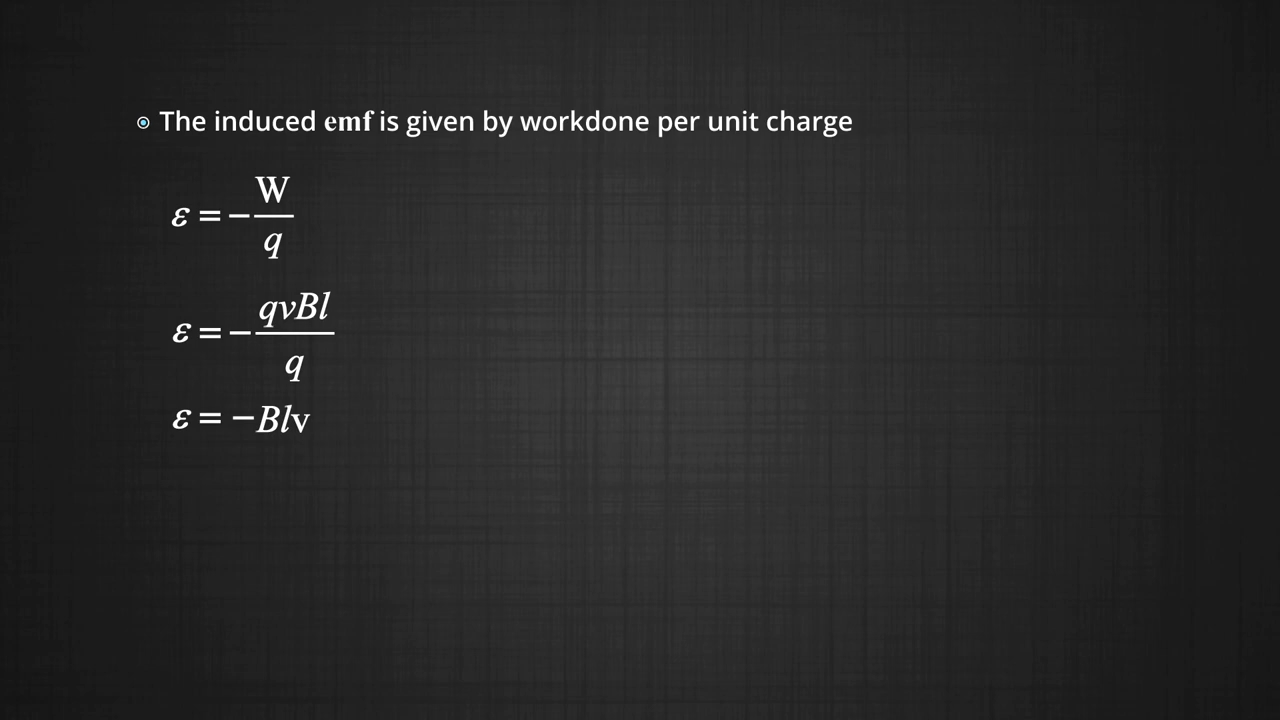 The induced emf is given by workdone per unit charge
ε = − W/q
ε = − qvBl/q
ε = −Blv